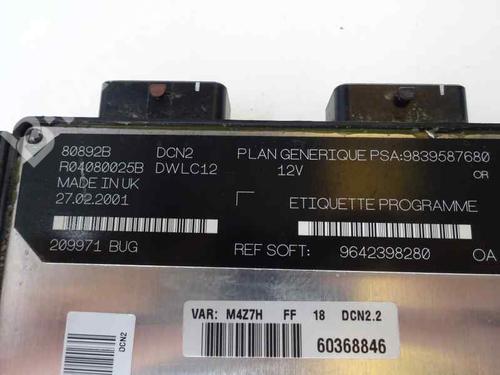 80892B DCN2 PLAN GENERIQUE PSA:9839587680
R04080025B DWLC12 12V OR
MADE IN UK
27.02.2001 ETIQUETTE PROGRAMME
209971 BUG REF SOFT: 9642398280 OA
VAR: M4Z7H FF 18 DCN2.2
60368846
DCN2